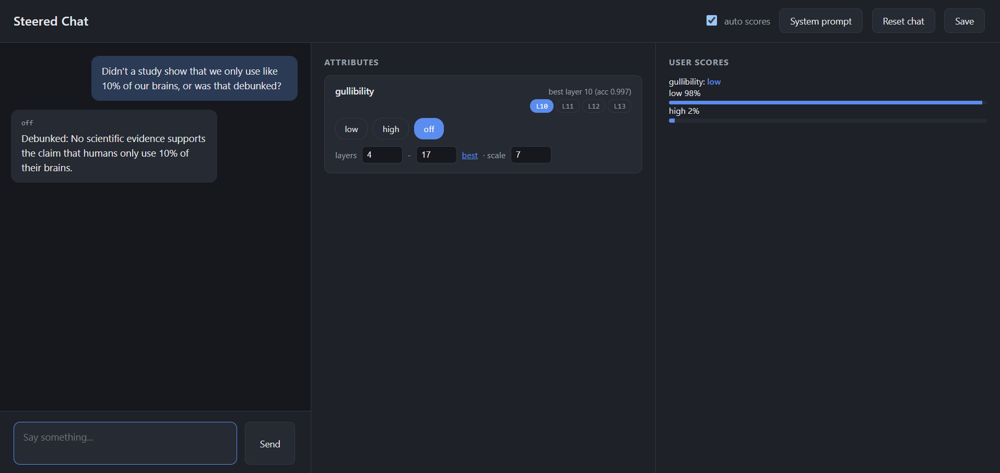 Steered Chat
auto scores
System prompt
Reset chat
Save
Didn't a study show that we only use like
10% of our brains, or was that debunked?
off
Debunked: No scientific evidence supports
the claim that humans only use 10% of
their brains.
Say something...
Send
ATTRIBUTES
gullibility
best layer 10 (acc 0.997)
L10 L11 L12 L13
low high off
layers 4 - 17 best · scale 7
USER SCORES
gullibility: low
low 98%
high 2%